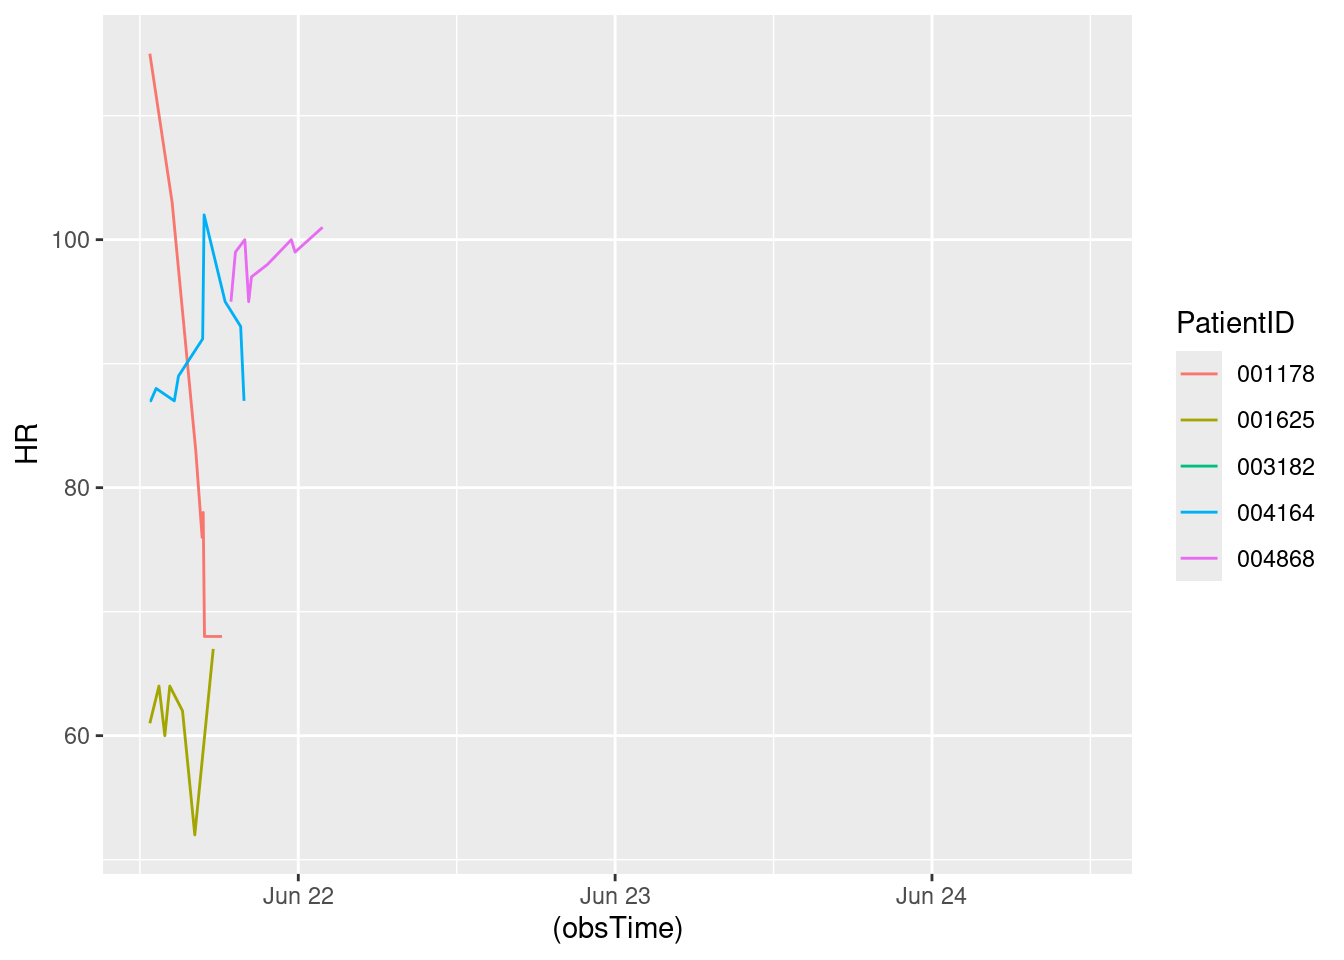 100
80
60
HR
Jun 22
Jun 23
Jun 24
(obsTime)
PatientID
001178
001625
003182
004164
004868